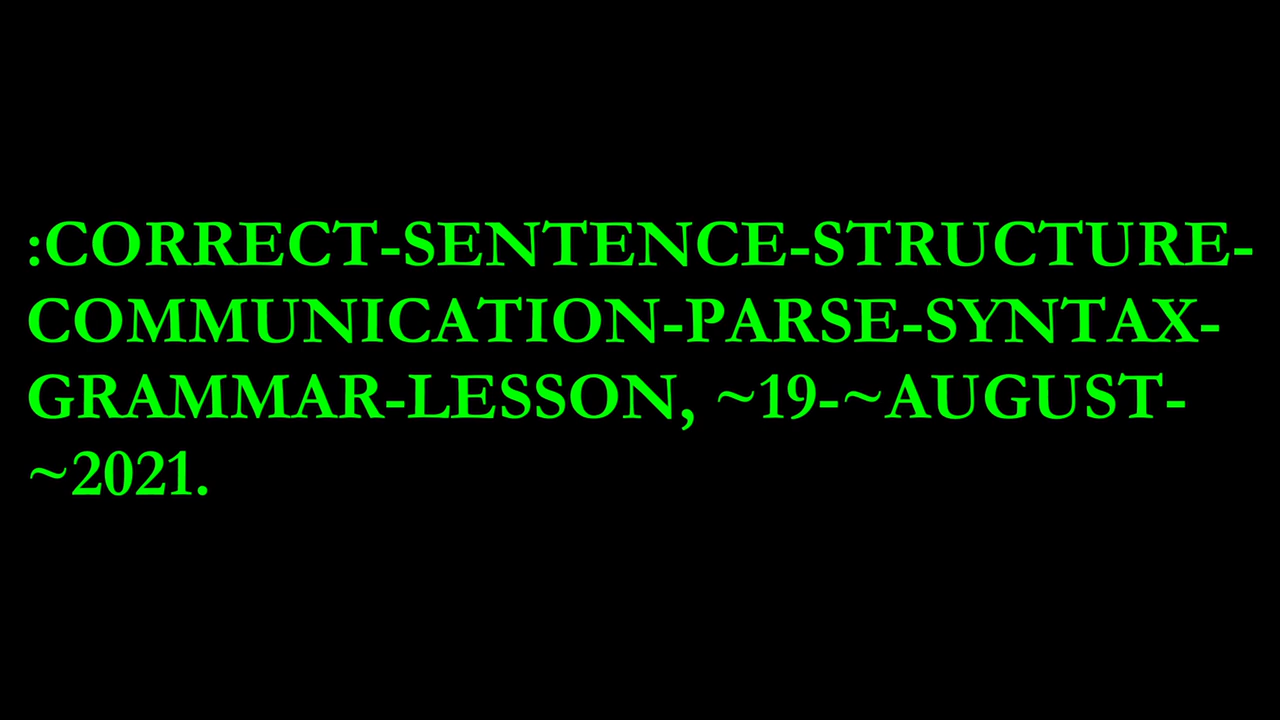 :CORRECT-SENTENCE-STRUCTURE-
COMMUNICATION-PARSE-SYNTAX-
GRAMMAR-LESSON, ~19-~AUGUST-
~2021.